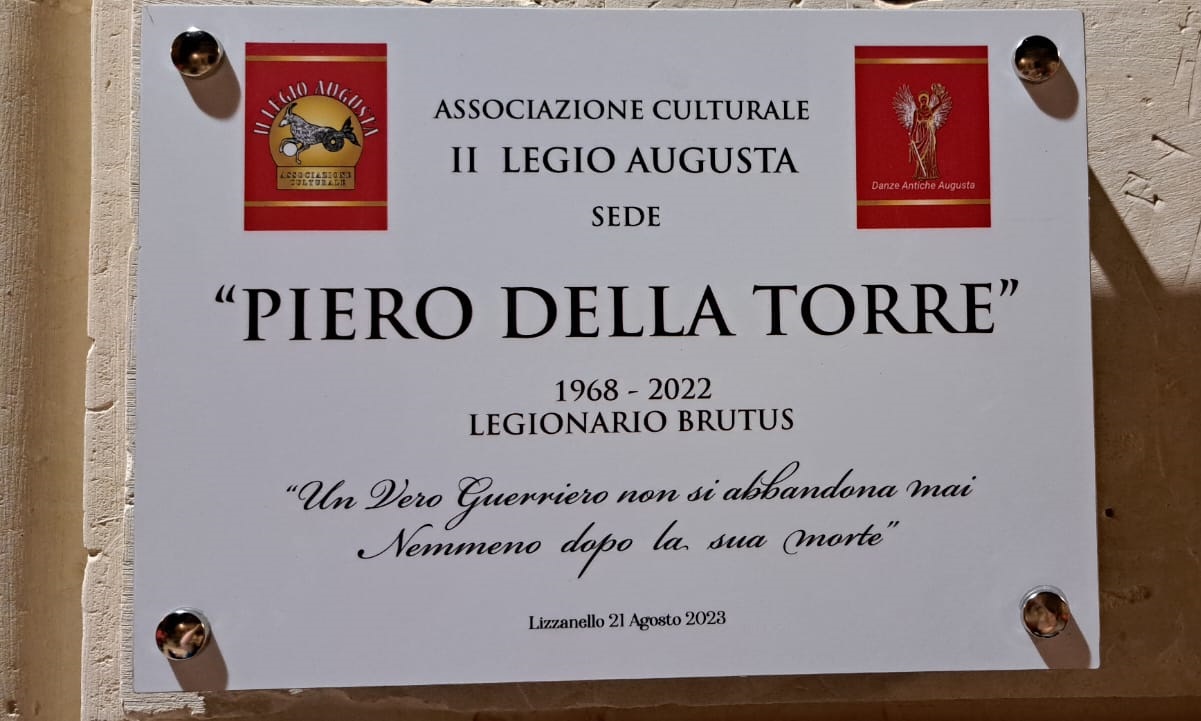 II LEGIO AUGUSTA
ASSOCIAZIONE
CULTURALE
Danze Antiche Augusta
ASSOCIAZIONE CULTURALE
II LEGIO AUGUSTA
SEDE
“PIERO DELLA TORRE”
1968 - 2022
LEGIONARIO BRUTUS
“Un Vero Guerriero non si abbandona mai
Nemmeno dopo la sua morte”
Lizzanello 21 Agosto 2023